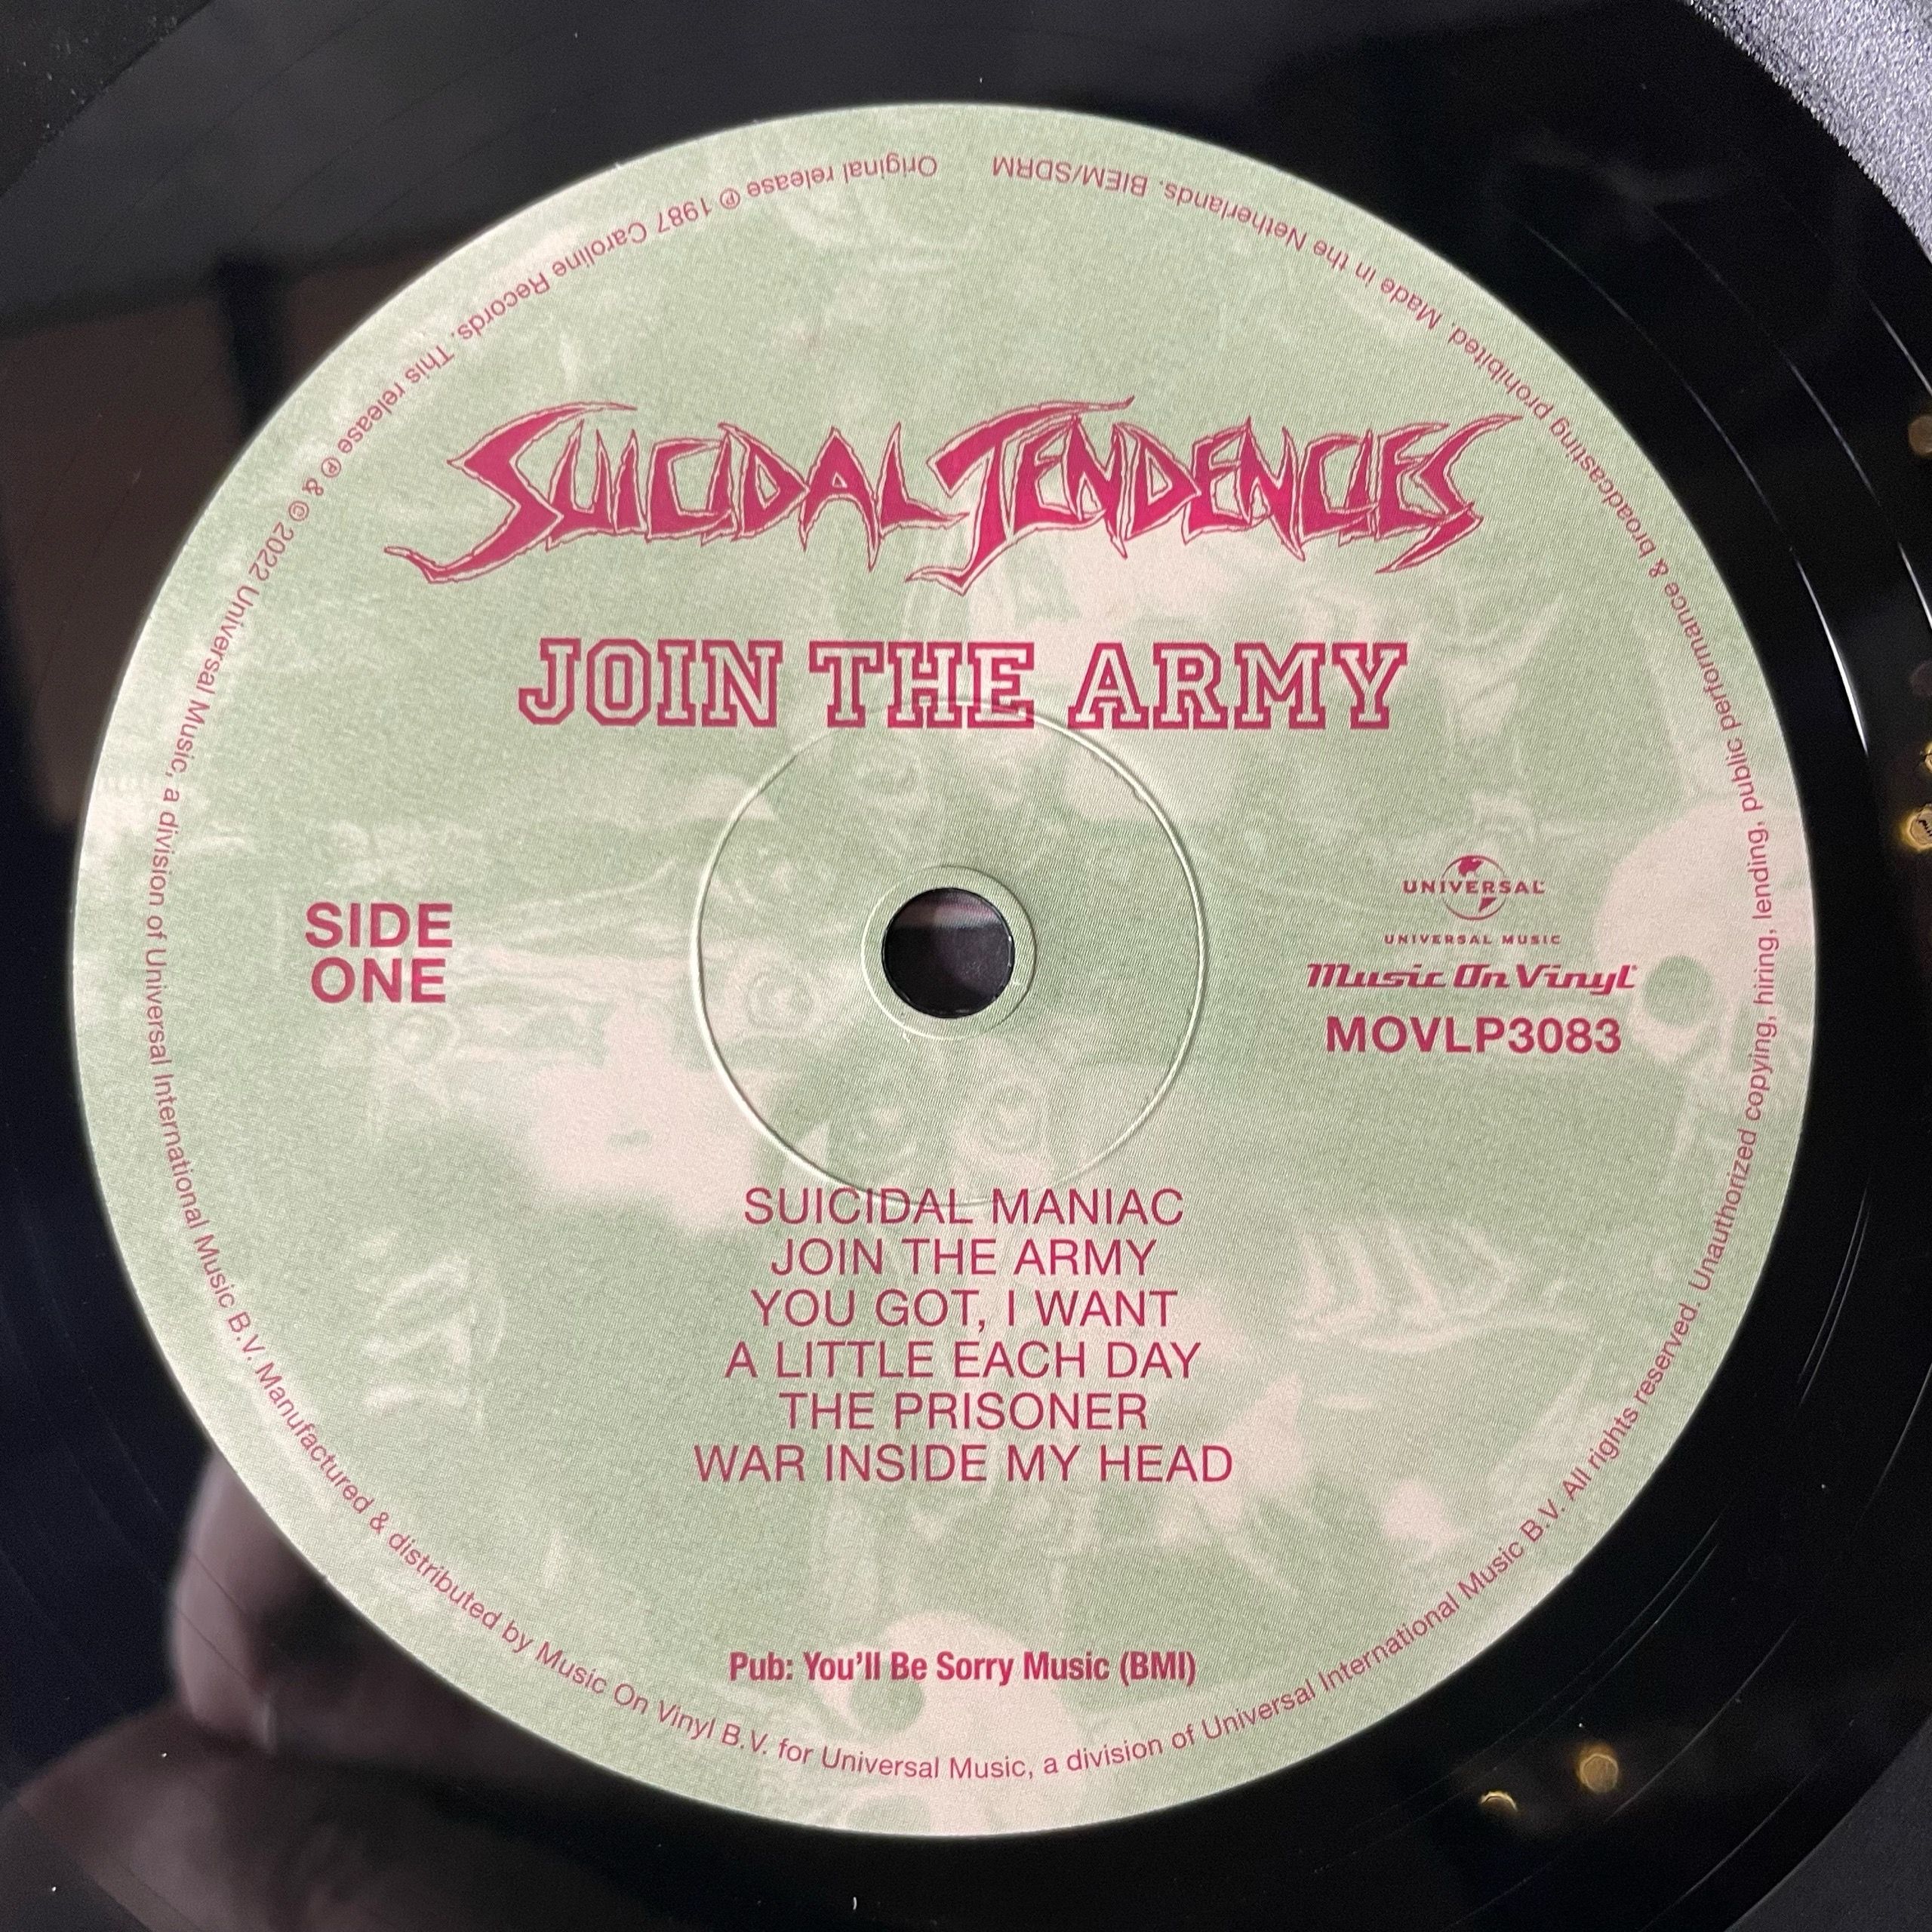 SUICIDAL TENDENCIES
JOIN THE ARMY
SIDE
ONE
UNIVERSAL
UNIVERSAL MUSIC
Music On Vinyl
MOVLP3083
SUICIDAL MANIAC
JOIN THE ARMY
YOU GOT, I WANT
A LITTLE EACH DAY
THE PRISONER
WAR INSIDE MY HEAD
Pub: You'll Be Sorry Music (BMI)
Original release ℗ 1987 Caroline Records. This release ℗ & © 2022 Universal Music, a division of Universal International Music B.V. Manufactured & distributed by Music On Vinyl B.V. for Universal Music, a division of Universal International Music B.V. All rights reserved. Unauthorized copying, hiring, lending, public performance & broadcasting prohibited. Made in the Netherlands. BIEM/SDRM